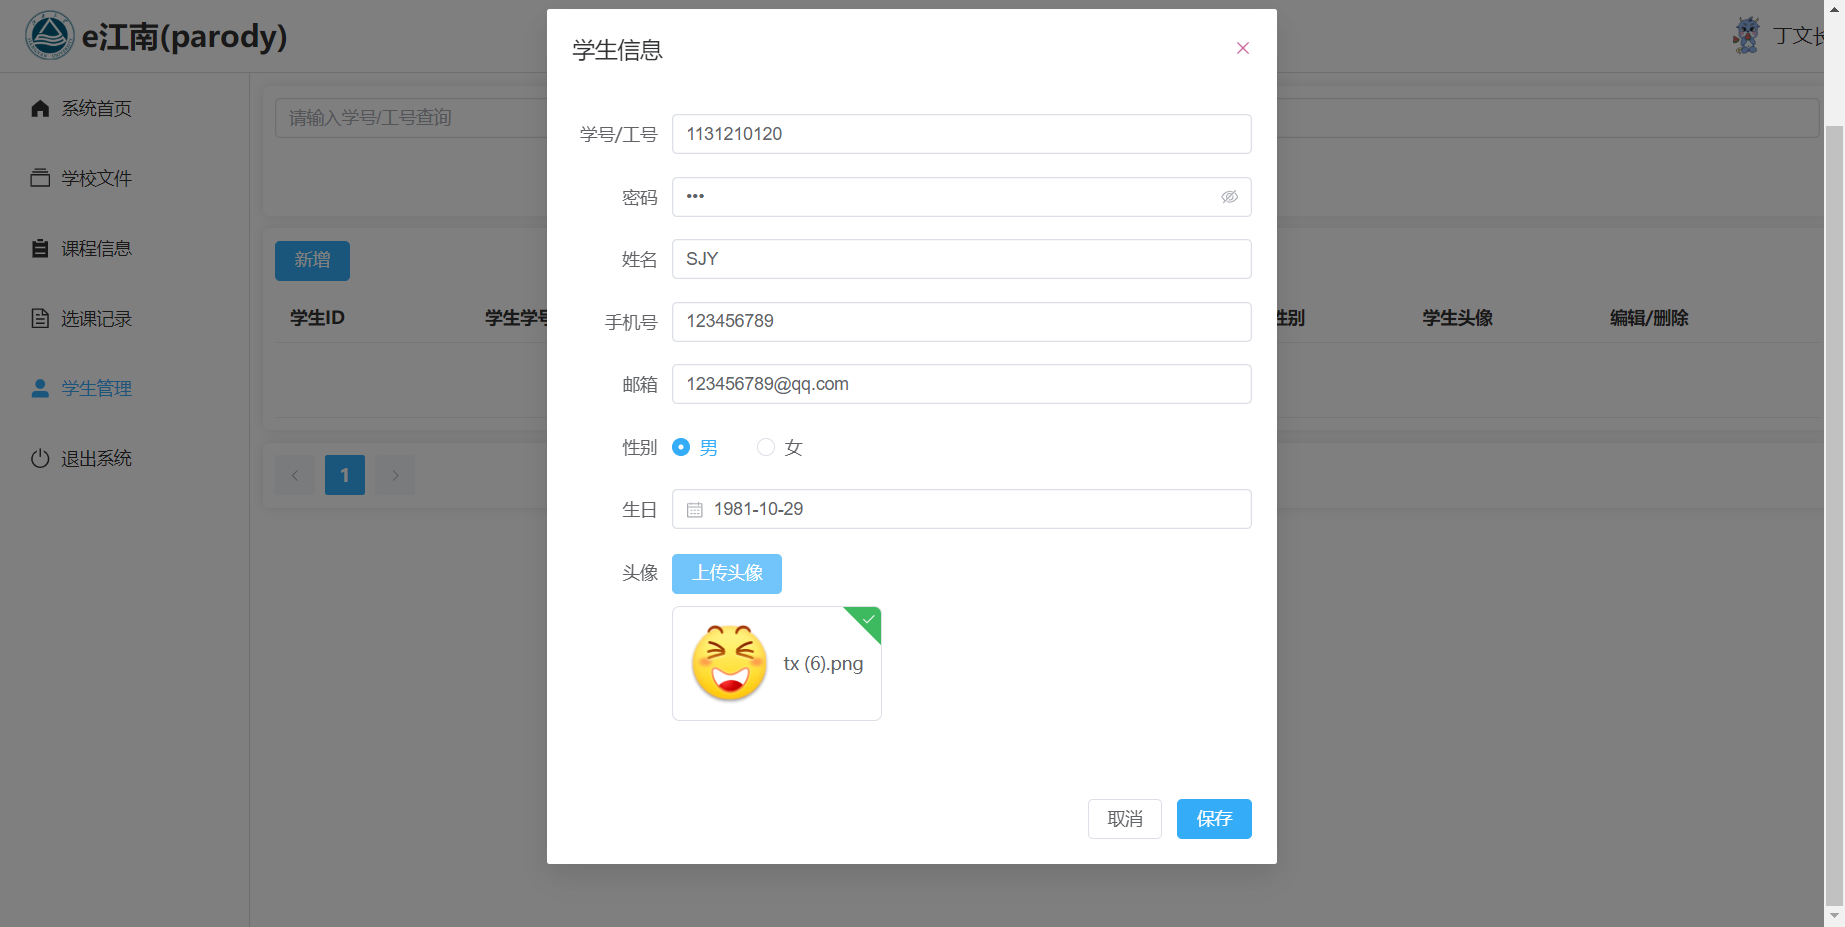 e江南(parody)
丁文
系统首页
学校文件
课程信息
选课记录
学生管理
退出系统
请输入学号/工号查询
新增
学生ID
学生学号
性别
学生头像
编辑/删除
1
学生信息
学号/工号
1131210120
密码
•••
姓名
SJY
手机号
123456789
邮箱
123456789@qq.com
性别
男
女
生日
1981-10-29
头像
上传头像
tx (6).png
取消
保存